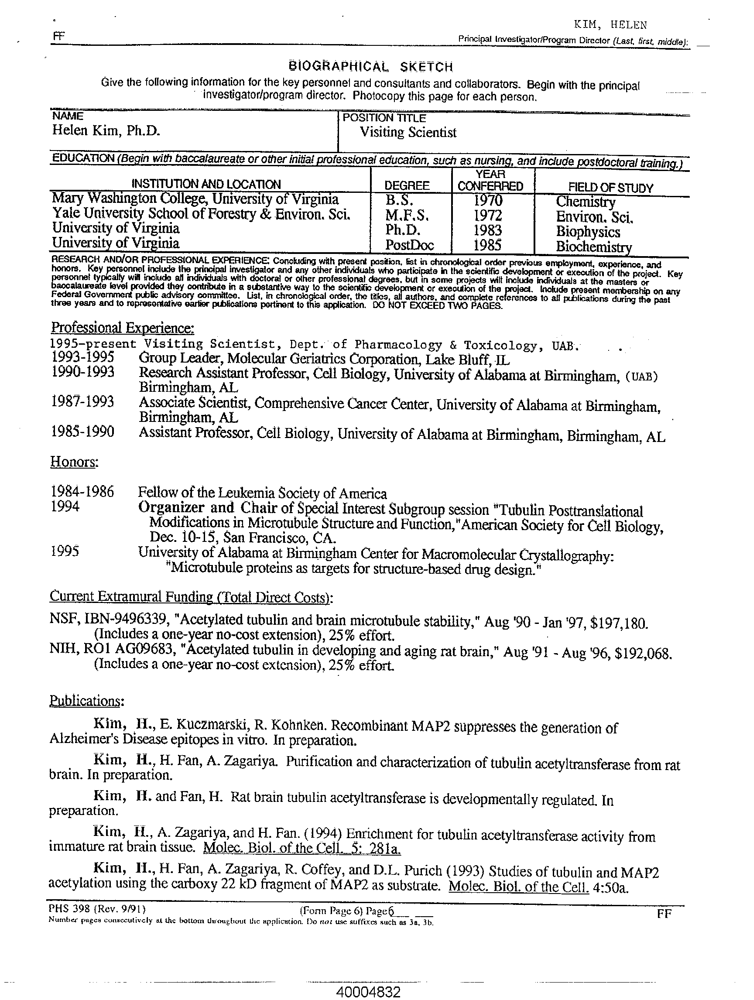 KIM, HELEN
FF
Principal Investigator/Program Director (Last, first, middle):
BIOGRAPHICAL SKETCH
Give the following information for the key personnel and consultants and collaborators. Begin with the principal
investigator/program director. Photocopy this page for each person.
NAME
POSITION TITLE
Helen Kim, Ph.D.
Visiting Scientist
EDUCATION (Begin with baccalaureate or other initial professional education, such as nursing, and include postdoctoral training.)
INSTITUTION AND LOCATION DEGREE YEAR CONFERRED FIELD OF STUDY
Mary Washington College, University of Virginia B.S. 1970 Chemistry
Yale University School of Forestry & Environ. Sci. M.F.S. 1972 Environ. Sci.
University of Virginia Ph.D. 1983 Biophysics
University of Virginia PostDoc 1985 Biochemistry
RESEARCH AND/OR PROFESSIONAL EXPERIENCE: Concluding with present position, list in chronological order previous employment, experience, and
honors. Key personnel include the principal investigator and any other individuals who participate in the scientific development or execution of the project. Key
personnel typically will include all individuals with doctoral or other professional degrees, but in some projects will include individuals at the masters or
baccalaureate level provided they contribute in a substantive way to the scientific development or execution of the project. Include present membership on any
Federal Government public advisory committee. List, in chronological order, the titles, all authors, and complete references to all publications during the past
three years and to representative earlier publications pertinent to this application. DO NOT EXCEED TWO PAGES.
Professional Experience:
1995-present Visiting Scientist, Dept. of Pharmacology & Toxicology, UAB.
1993-1995 Group Leader, Molecular Geriatrics Corporation, Lake Bluff, IL
1990-1993 Research Assistant Professor, Cell Biology, University of Alabama at Birmingham, (UAB)
Birmingham, AL
1987-1993 Associate Scientist, Comprehensive Cancer Center, University of Alabama at Birmingham,
Birmingham, AL
1985-1990 Assistant Professor, Cell Biology, University of Alabama at Birmingham, Birmingham, AL
Honors:
1984-1986 Fellow of the Leukemia Society of America
1994 Organizer and Chair of Special Interest Subgroup session "Tubulin Posttranslational
Modifications in Microtubule Structure and Function,"American Society for Cell Biology,
Dec. 10-15, San Francisco, CA.
1995 University of Alabama at Birmingham Center for Macromolecular Crystallography:
"Microtubule proteins as targets for structure-based drug design."
Current Extramural Funding (Total Direct Costs):
NSF, IBN-9496339, "Acetylated tubulin and brain microtubule stability," Aug '90 - Jan '97, $197,180.
(Includes a one-year no-cost extension), 25% effort.
NIH, RO1 AG09683, "Acetylated tubulin in developing and aging rat brain," Aug '91 - Aug '96, $192,068.
(Includes a one-year no-cost extension), 25% effort.
Publications:
Kim, H., E. Kuczmarski, R. Kohnken. Recombinant MAP2 suppresses the generation of
Alzheimer's Disease epitopes in vitro. In preparation.
Kim, H., H. Fan, A. Zagariya. Purification and characterization of tubulin acetyltransferase from rat
brain. In preparation.
Kim, H. and Fan, H. Rat brain tubulin acetyltransferase is developmentally regulated. In
preparation.
Kim, H., A. Zagariya, and H. Fan. (1994) Enrichment for tubulin acetyltransferase activity from
immature rat brain tissue. Molec. Biol. of the Cell. 5: 281a.
Kim, H., H. Fan, A. Zagariya, R. Coffey, and D.L. Purich (1993) Studies of tubulin and MAP2
acetylation using the carboxy 22 kD fragment of MAP2 as substrate. Molec. Biol. of the Cell. 4:50a.
PHS 398 (Rev. 9/91) (Form Page 6) Page 6 FF
Number pages consecutively at the bottom throughout the application. Do not use suffixes such as 3a, 3b.
40004832